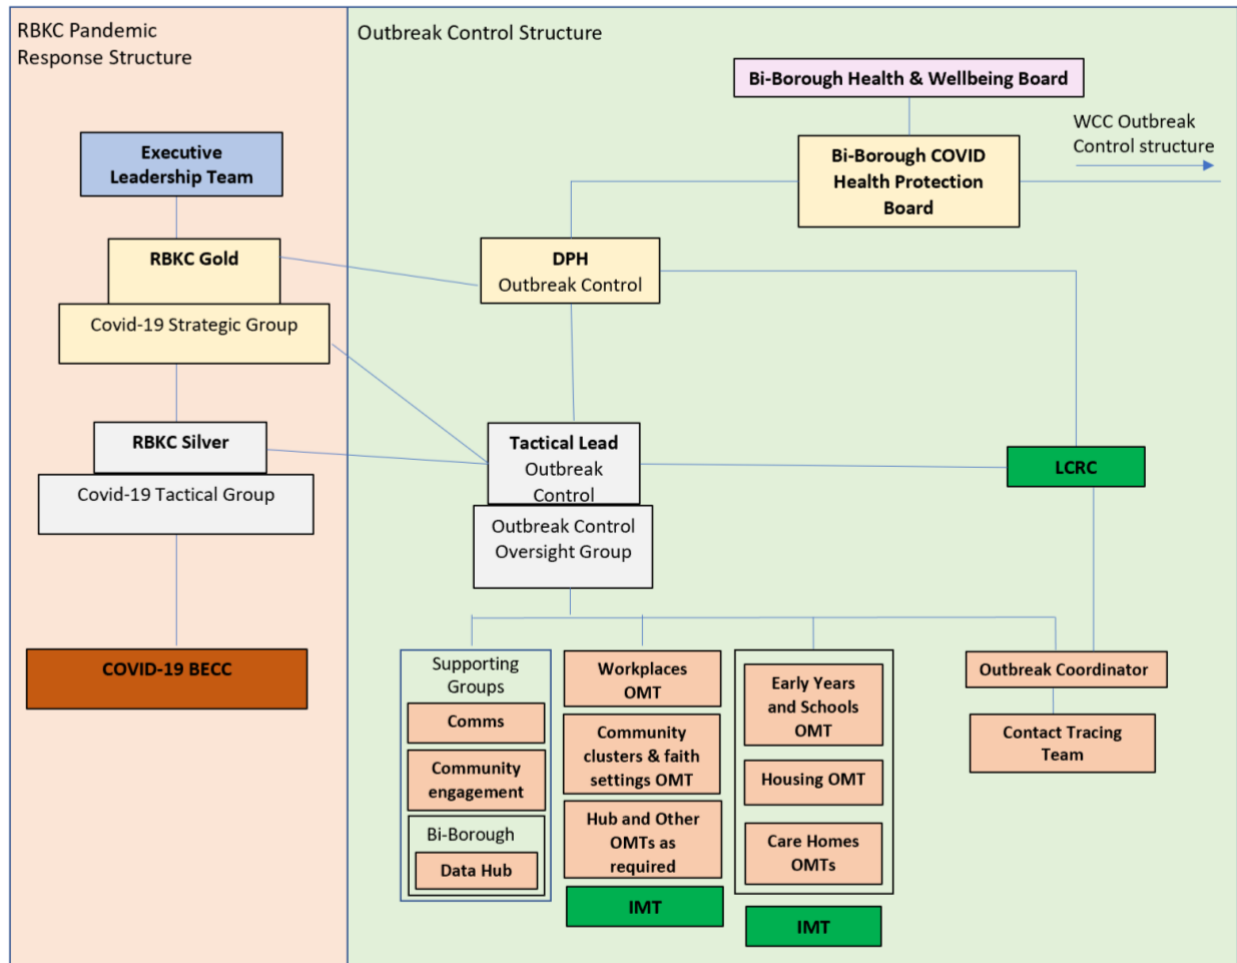 RBKC Pandemic
Response Structure
Executive
Leadership Team
RBKC Gold
Covid-19 Strategic Group
RBKC Silver
Covid-19 Tactical Group
COVID-19 BECC
Outbreak Control Structure
Bi-Borough Health & Wellbeing Board
Bi-Borough COVID
Health Protection
Board
WCC Outbreak
Control structure
DPH
Outbreak Control
Tactical Lead
Outbreak
Control
Outbreak Control
Oversight Group
LCRC
Supporting
Groups
Comms
Community
engagement
Bi-Borough
Data Hub
Workplaces
OMT
Community
clusters & faith
settings OMT
Hub and Other
OMTs as
required
IMT
Early Years
and Schools
OMT
Housing OMT
Care Homes
OMTs
IMT
Outbreak Coordinator
Contact Tracing
Team